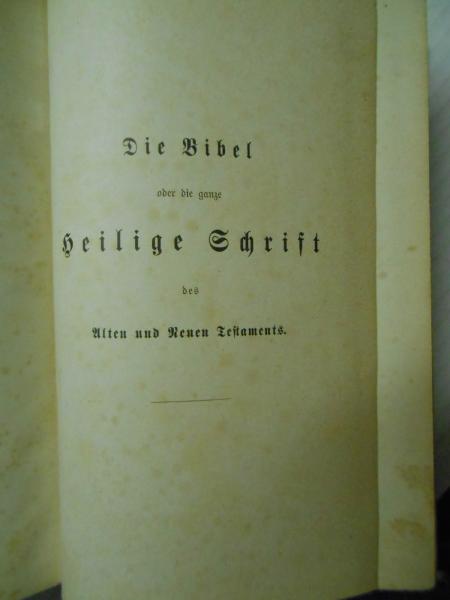 Die Bibel
oder die ganze
Heilige Schrift
des
Alten und Neuen Testaments.